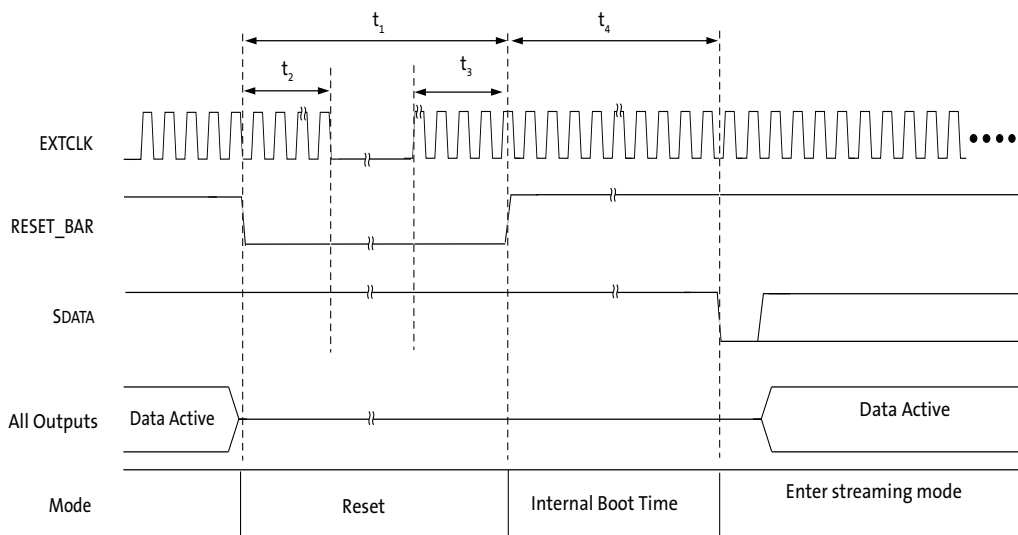 t1
t4
t2
t3
EXTCLK
RESET_BAR
SDATA
All Outputs
Data Active
Data Active
Mode
Reset
Internal Boot Time
Enter streaming mode